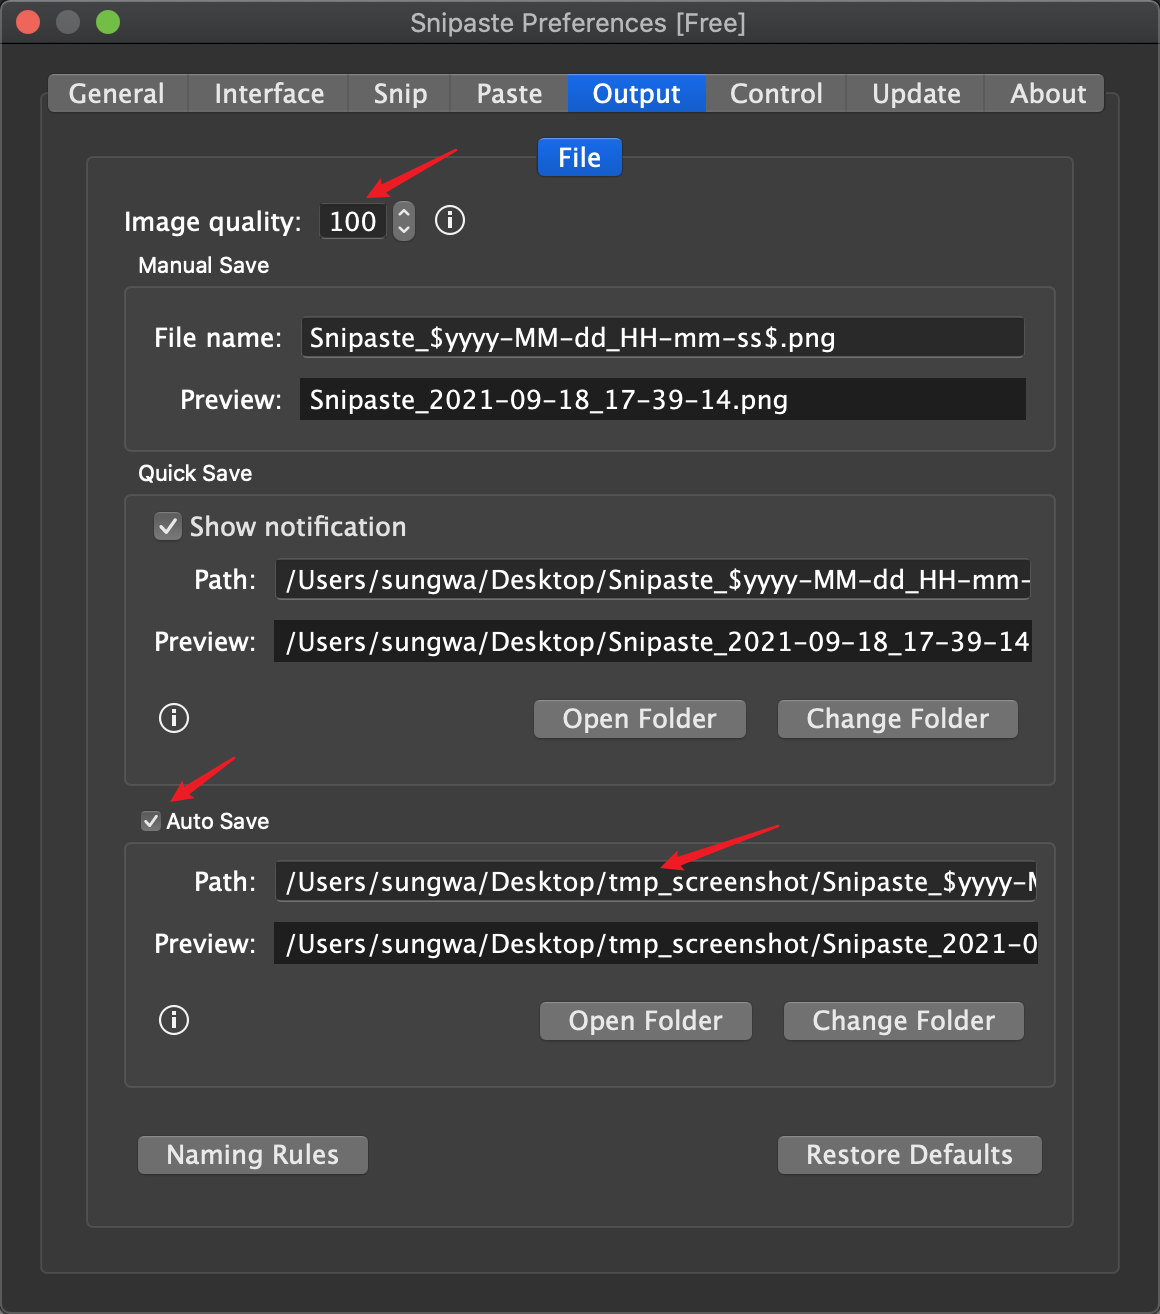 Snipaste Preferences [Free]
General Interface Snip Paste Output Control Update About
File
Image quality: 100
Manual Save
File name: Snipaste_$yyyy-MM-dd_HH-mm-ss$.png
Preview: Snipaste_2021-09-18_17-39-14.png
Quick Save
Show notification
Path: /Users/sungwa/Desktop/Snipaste_$yyyy-MM-dd_HH-mm-
Preview: /Users/sungwa/Desktop/Snipaste_2021-09-18_17-39-14
Open Folder Change Folder
Auto Save
Path: /Users/sungwa/Desktop/tmp_screenshot/Snipaste_$yyyy-M
Preview: /Users/sungwa/Desktop/tmp_screenshot/Snipaste_2021-0
Open Folder Change Folder
Naming Rules Restore Defaults